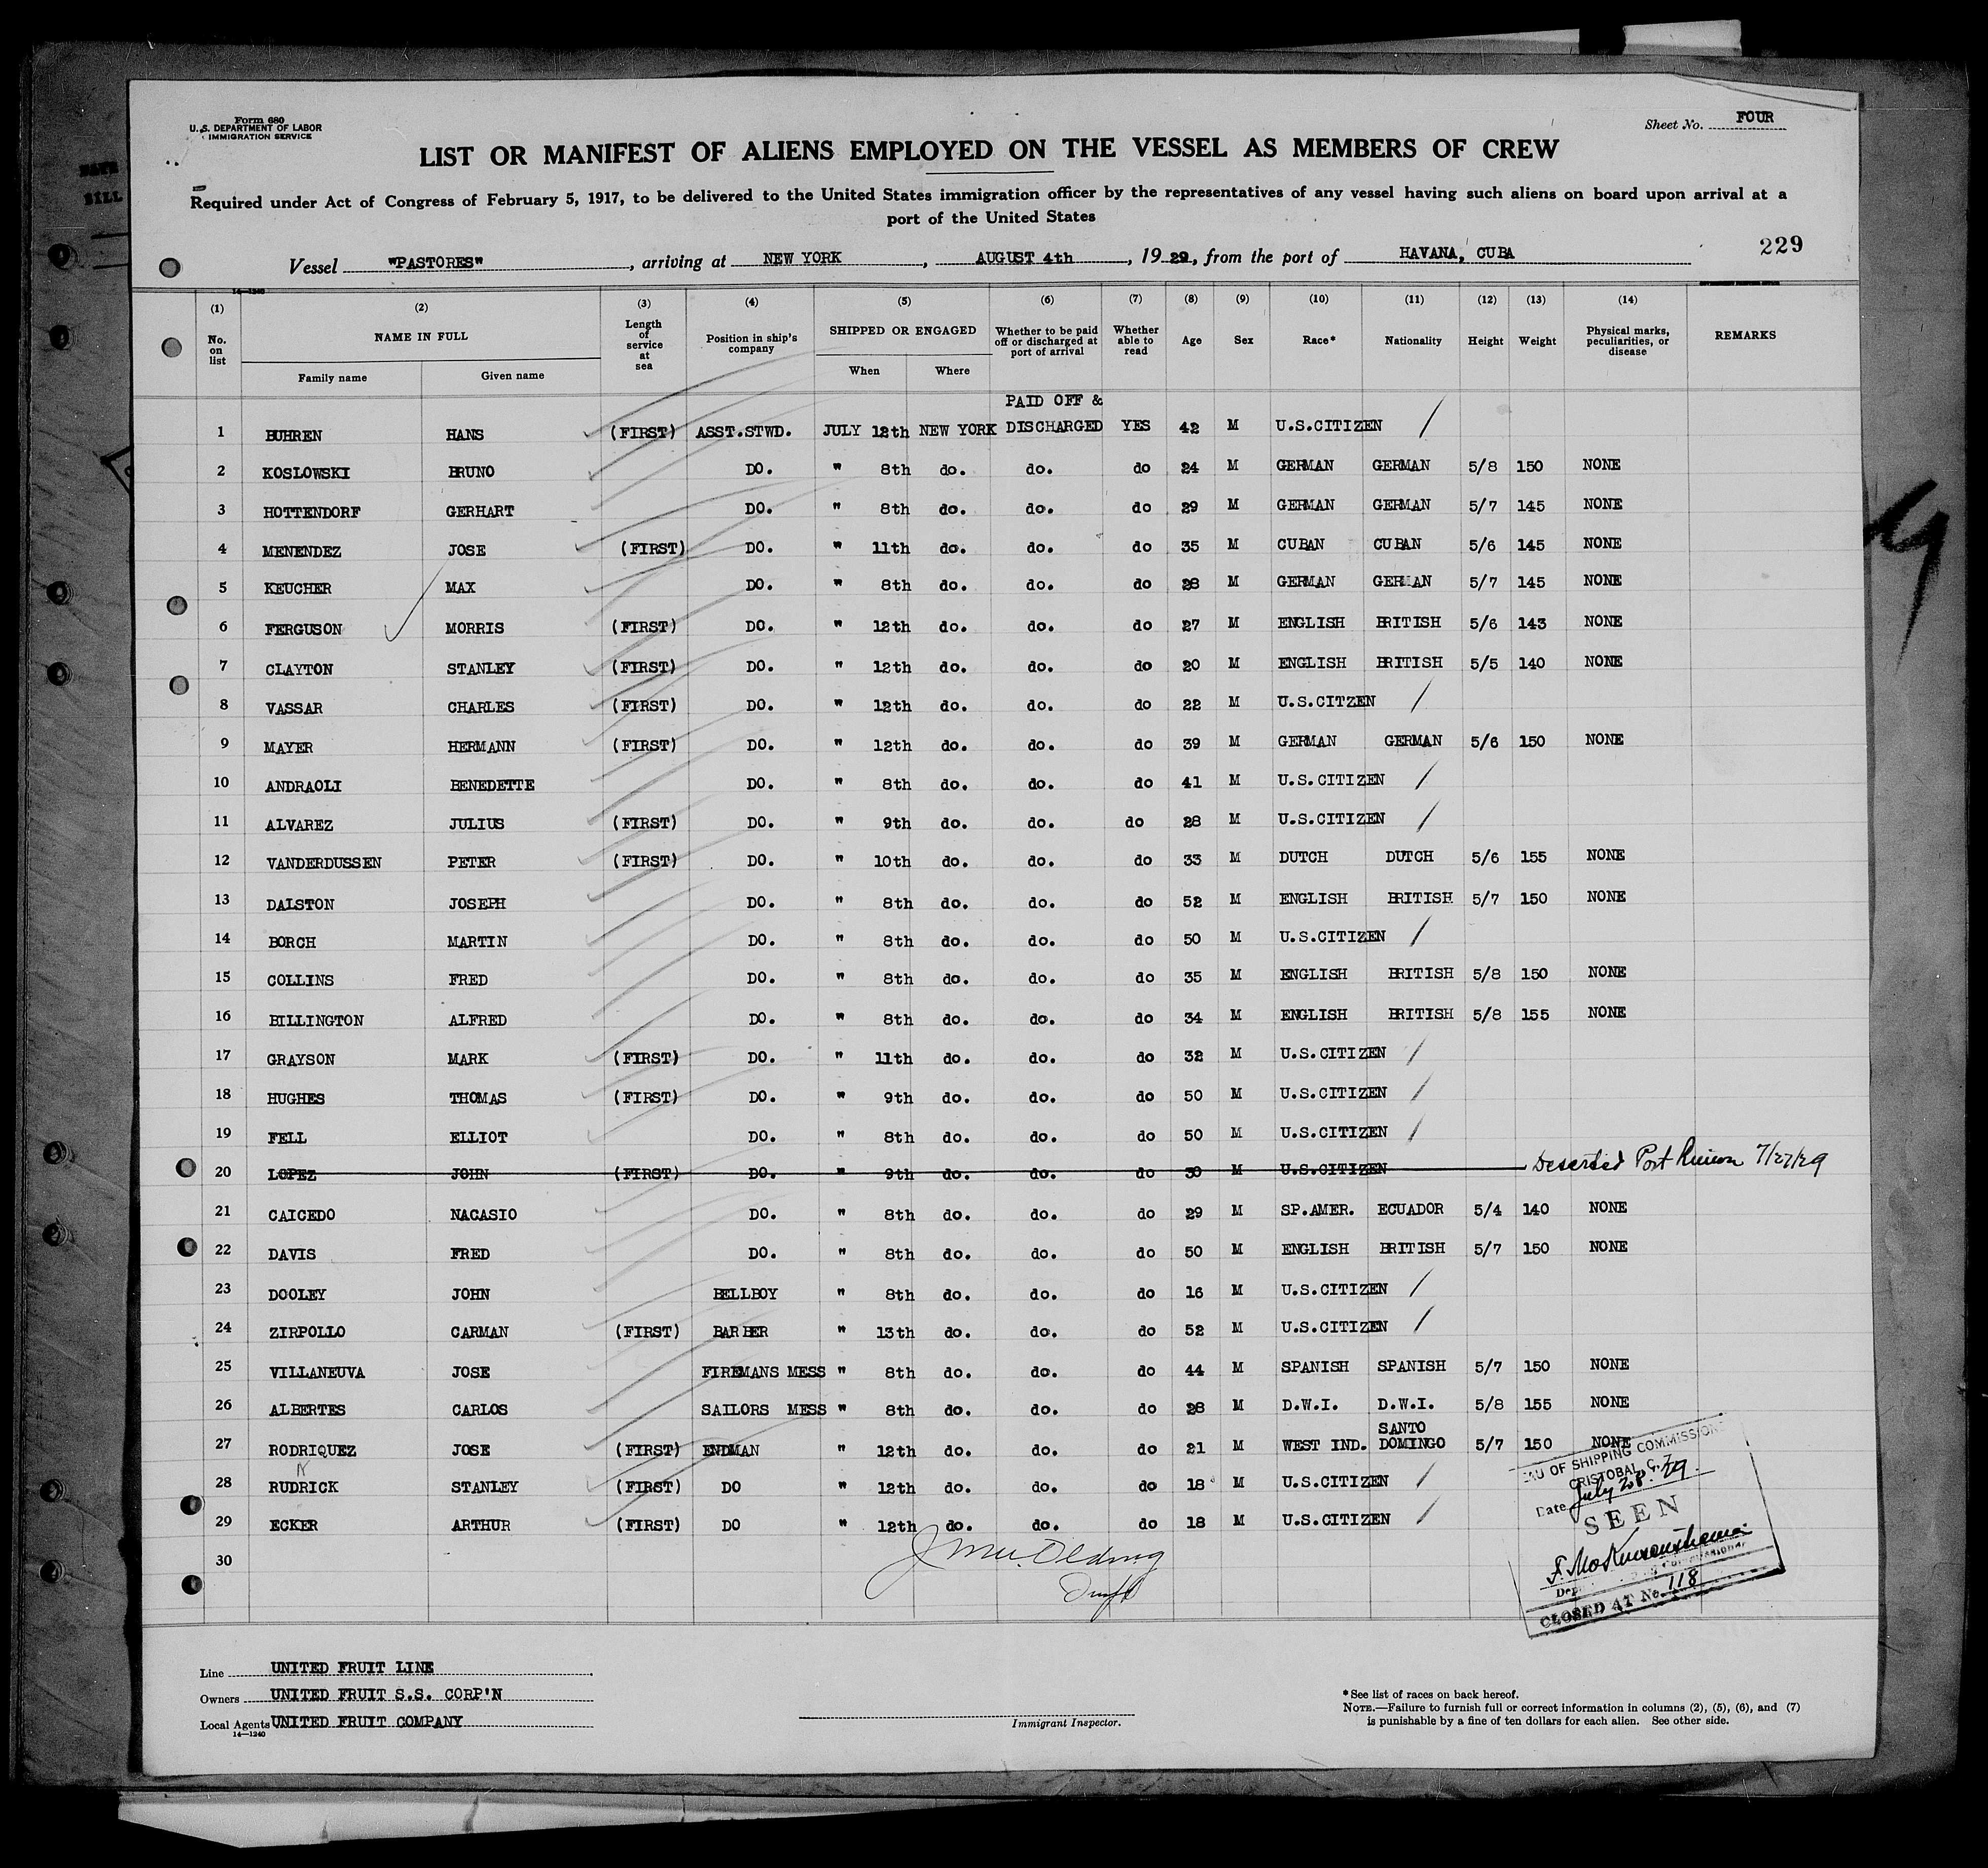 Form 680
U.S. DEPARTMENT OF LABOR
IMMIGRATION SERVICE
Sheet No. FOUR
LIST OR MANIFEST OF ALIENS EMPLOYED ON THE VESSEL AS MEMBERS OF CREW
Required under Act of Congress of February 5, 1917, to be delivered to the United States immigration officer by the representatives of any vessel having such aliens on board upon arrival at a
port of the United States
Vessel "PASTORES", arriving at NEW YORK, AUGUST 4th, 1929, from the port of HAVANA, CUBA
229
14—1240
(1) (2) (3) (4) (5) (6) (7) (8) (9) (10) (11) (12) (13) (14)
No. on list NAME IN FULL Length of service at sea Position in ship's company SHIPPED OR ENGAGED Whether to be paid off or discharged at port of arrival Whether able to read Age Sex Race* Nationality Height Weight Physical marks, peculiarities, or disease REMARKS
Family name Given name When Where
PAID OFF &
1 BUHREN HANS (FIRST) ASST.STWD. JULY 12th NEW YORK DISCHARGED YES 42 M U.S.CITIZEN /
2 KOSLOWSKI BRUNO DO. " 8th do. do. do 24 M GERMAN GERMAN 5/8 150 NONE
3 HOTTENDORF GERHART DO. " 8th do. do. do 29 M GERMAN GERMAN 5/7 145 NONE
4 MENENDEZ JOSE (FIRST) DO. " 11th do. do. do 35 M CUBAN CUBAN 5/6 145 NONE
5 KEUCHER MAX DO. " 8th do. do. do 28 M GERMAN GERMAN 5/7 145 NONE
6 FERGUSON MORRIS (FIRST) DO. " 12th do. do. do 27 M ENGLISH BRITISH 5/6 143 NONE
7 CLAYTON STANLEY (FIRST) DO. " 12th do. do. do 20 M ENGLISH BRITISH 5/5 140 NONE
8 VASSAR CHARLES (FIRST) DO. " 12th do. do. do 22 M U.S.CITZEN /
9 MAYER HERMANN (FIRST) DO. " 12th do. do. do 39 M GERMAN GERMAN 5/6 150 NONE
10 ANDRAOLI BENEDETTE DO. " 8th do. do. do 41 M U.S.CITIZEN /
11 ALVAREZ JULIUS (FIRST) DO. " 9th do. do. do 28 M U.S.CITIZEN /
12 VANDERDUSSEN PETER (FIRST) DO. " 10th do. do. do 33 M DUTCH DUTCH 5/6 155 NONE
13 DALSTON JOSEPH DO. " 8th do. do. do 52 M ENGLISH BRITISH 5/7 150 NONE
14 BORCH MARTIN DO. " 8th do. do. do 50 M U.S.CITIZEN /
15 COLLINS FRED DO. " 8th do. do. do 35 M ENGLISH BRITISH 5/8 150 NONE
16 BILLINGTON ALFRED DO. " 8th do. do. do 34 M ENGLISH BRITISH 5/8 155 NONE
17 GRAYSON MARK (FIRST) DO. " 11th do. do. do 32 M U.S.CITIZEN /
18 HUGHES THOMAS (FIRST) DO. " 9th do. do. do 50 M U.S.CITIZEN /
19 FELL ELLIOT DO. " 8th do. do. do 50 M U.S.CITIZEN /
20 LOPEZ JOHN (FIRST) DO. " 9th do. do. do 30 M U.S.CITIZEN Deserted Port 7/27/29
21 CAICEDO NACASIO DO. " 8th do. do. do 29 M SP.AMER. ECUADOR 5/4 140 NONE
22 DAVIS FRED DO. " 8th do. do. do 50 M ENGLISH BRITISH 5/7 150 NONE
23 DOOLEY JOHN BELLBOY " 8th do. do. do 16 M U.S.CITIZEN /
24 ZIRPOLLO CARMAN (FIRST) BARBER " 13th do. do. do 52 M U.S.CITIZEN /
25 VILLANEUVA JOSE FIREMANS MESS " 8th do. do. do 44 M SPANISH SPANISH 5/7 150 NONE
26 ALBERTES CARLOS SAILORS MESS " 8th do. do. do 28 M D.W.I. D.W.I. 5/8 155 NONE
SANTO
27 RODRIQUEZ JOSE (FIRST) ENDMAN " 12th do. do. do 21 M WEST IND. DOMINGO 5/7 150 NONE
28 RUDRICK STANLEY (FIRST) DO " 12th do. do. do 18 M U.S.CITIZEN /
29 ECKER ARTHUR (FIRST) DO " 12th do. do. do 18 M U.S.CITIZEN /
30
OF SHIPPING COMMISSION
CRISTOBAL, C. Z.
Date July 28. 29.
SEEN
CLOSED AT No. 118
Line UNITED FRUIT LINE
Owners UNITED FRUIT S.S. CORP'N
Local Agents UNITED FRUIT COMPANY
14—1240
Immigrant Inspector.
*See list of races on back hereof.
NOTE.—Failure to furnish full or correct information in columns (2), (5), (6), and (7)
is punishable by a fine of ten dollars for each alien. See other side.